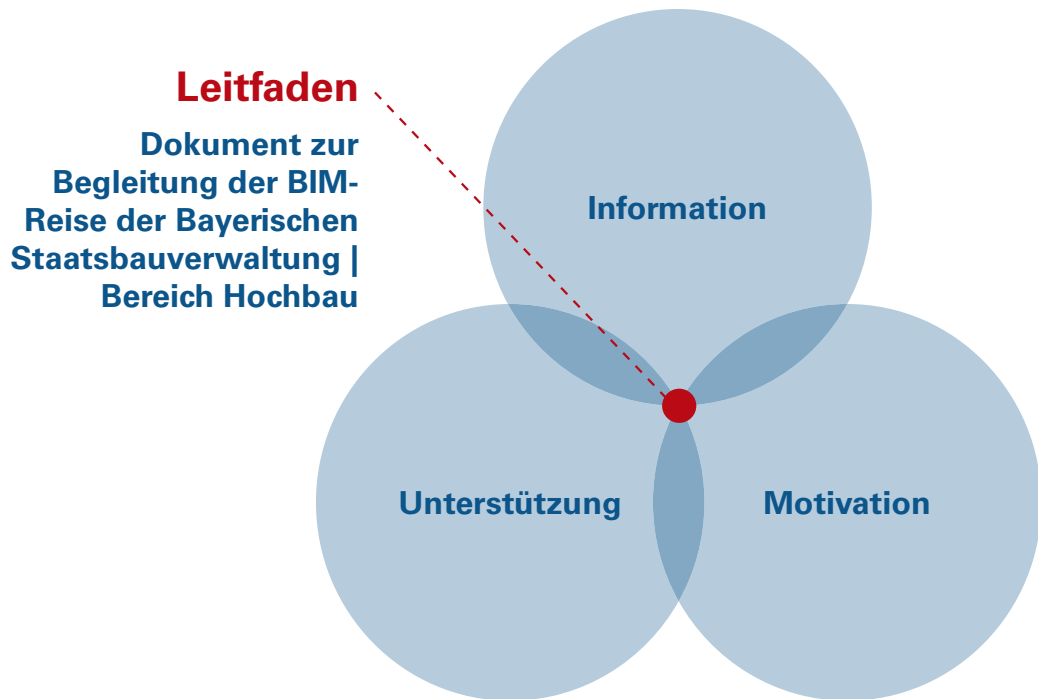 Leitfaden
Dokument zur
Begleitung der BIM-
Reise der Bayerischen
Staatsbauverwaltung |
Bereich Hochbau
Information
Unterstützung
Motivation